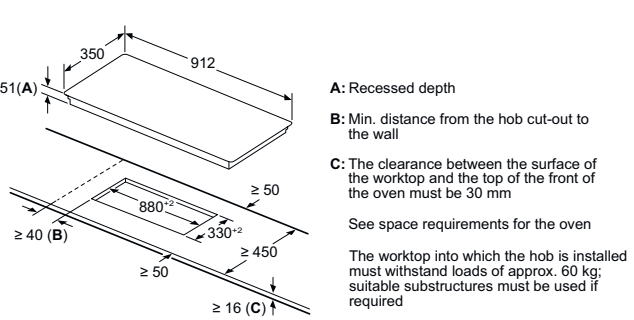 350
912
51(A)
≥ 50
880+2
330+2
≥ 40 (B)
≥ 450
≥ 50
≥ 16 (C)
A: Recessed depth
B: Min. distance from the hob cut-out to
the wall
C: The clearance between the surface of
the worktop and the top of the front of
the oven must be 30 mm
See space requirements for the oven
The worktop into which the hob is installed
must withstand loads of approx. 60 kg;
suitable substructures must be used if
required